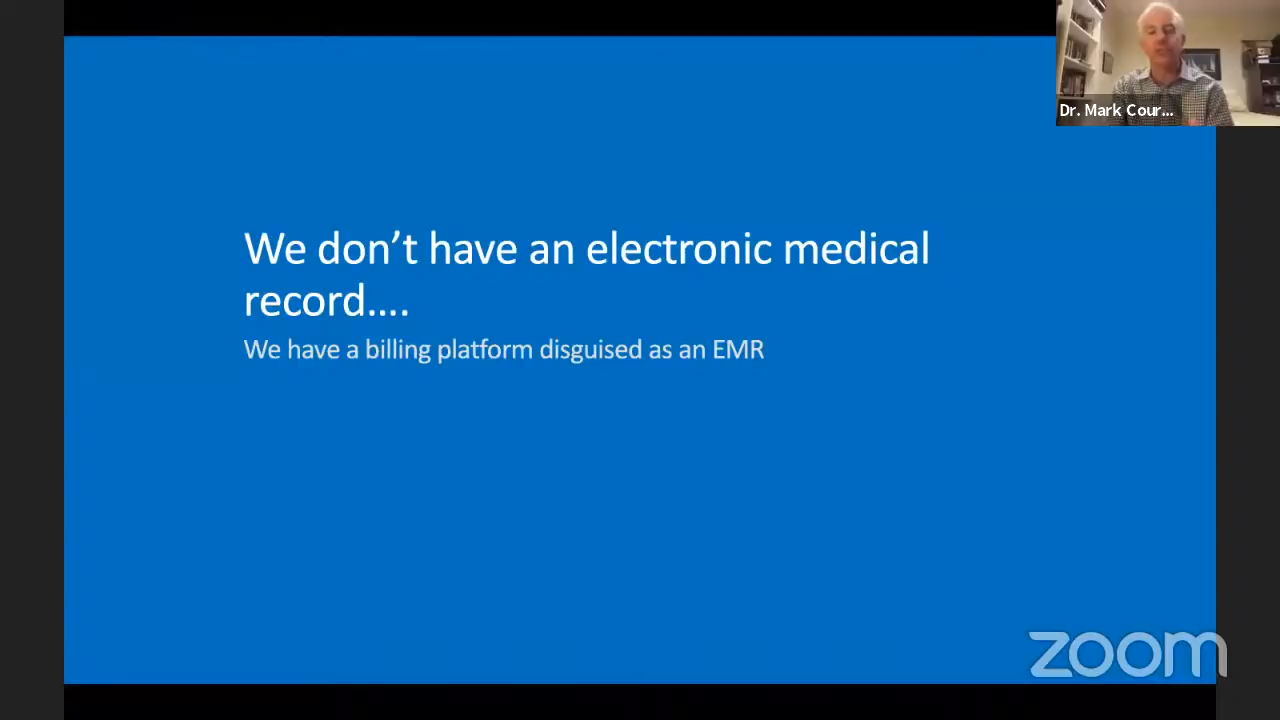 Dr. Mark Cour...
We don’t have an electronic medical
record....
We have a billing platform disguised as an EMR
zoom